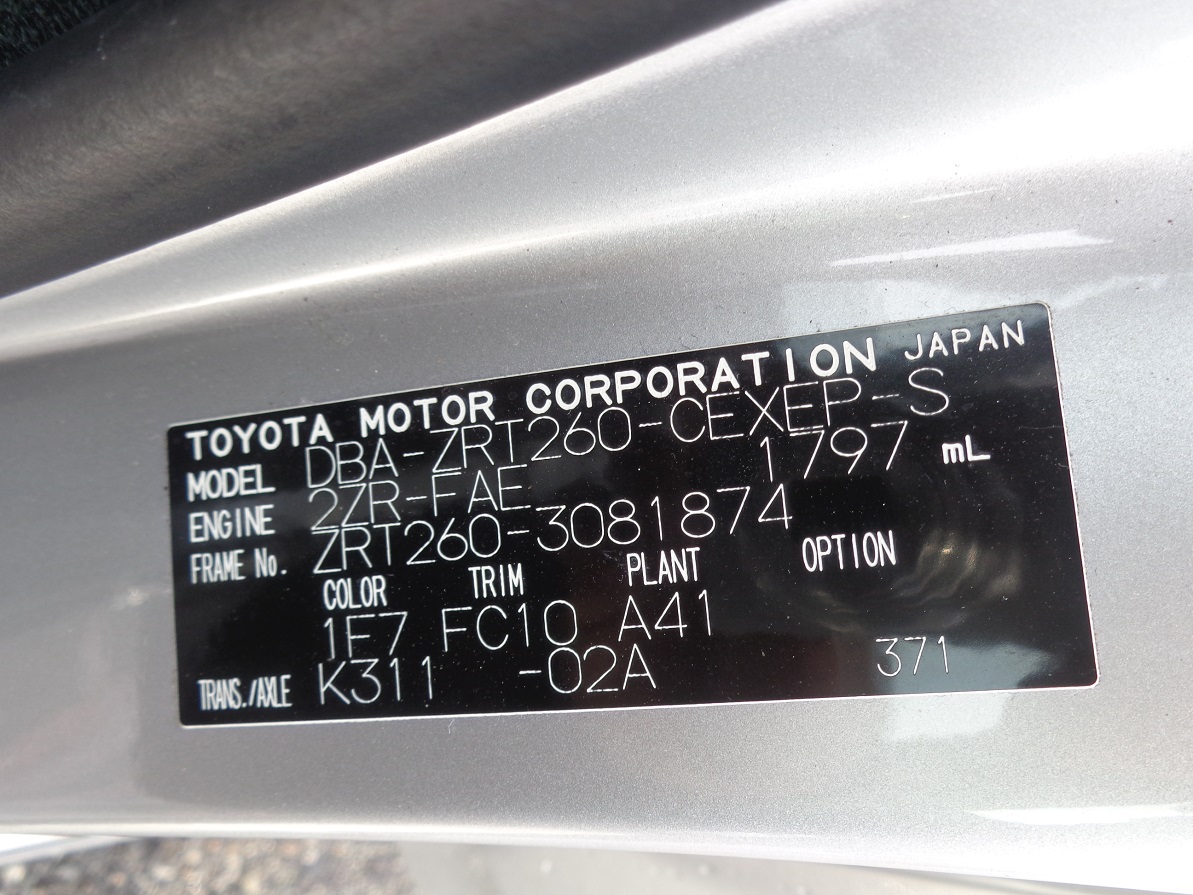 TOYOTA MOTOR CORPORATION JAPAN
MODEL DBA-ZRT260-CEXEP-S
ENGINE 2ZR-FAE 1797 mL
FRAME No. ZRT260-3081874
COLOR TRIM PLANT OPTION
1F7 FC10 A41
TRANS./AXLE K311 -02A 371